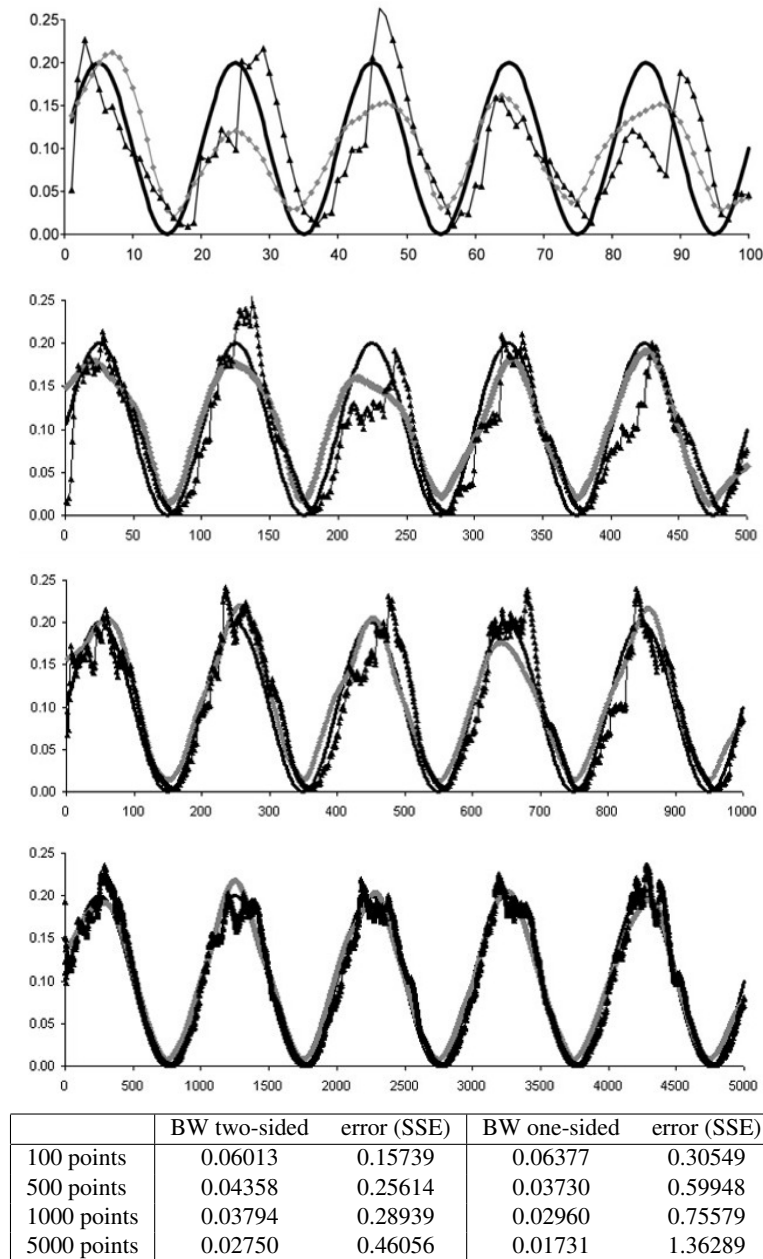 0.25
0.20
0.15
0.10
0.05
0.00
0 10 20 30 40 50 60 70 80 90 100
0.25
0.20
0.15
0.10
0.05
0.00
0 50 100 150 200 250 300 350 400 450 500
0.25
0.20
0.15
0.10
0.05
0.00
0 100 200 300 400 500 600 700 800 900 1000
0.25
0.20
0.15
0.10
0.05
0.00
0 500 1000 1500 2000 2500 3000 3500 4000 4500 5000
BW two-sided error (SSE) BW one-sided error (SSE)
100 points 0.06013 0.15739 0.06377 0.30549
500 points 0.04358 0.25614 0.03730 0.59948
1000 points 0.03794 0.28939 0.02960 0.75579
5000 points 0.02750 0.46056 0.01731 1.36289